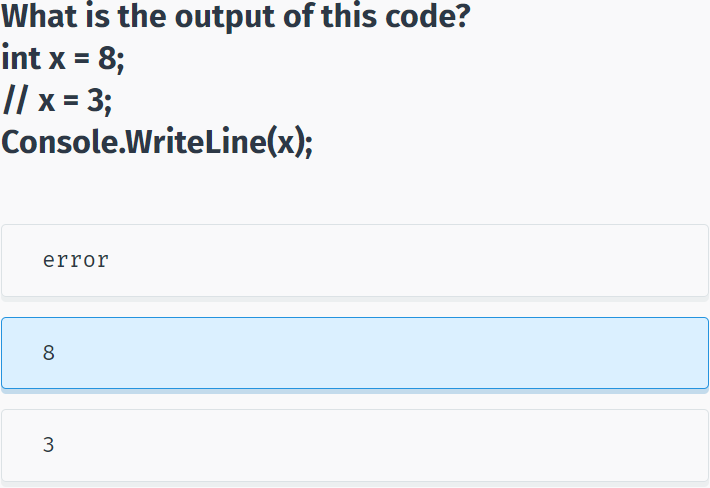 What is the output of this code?
int x = 8;
// x = 3;
Console.WriteLine(x);
error
8
3